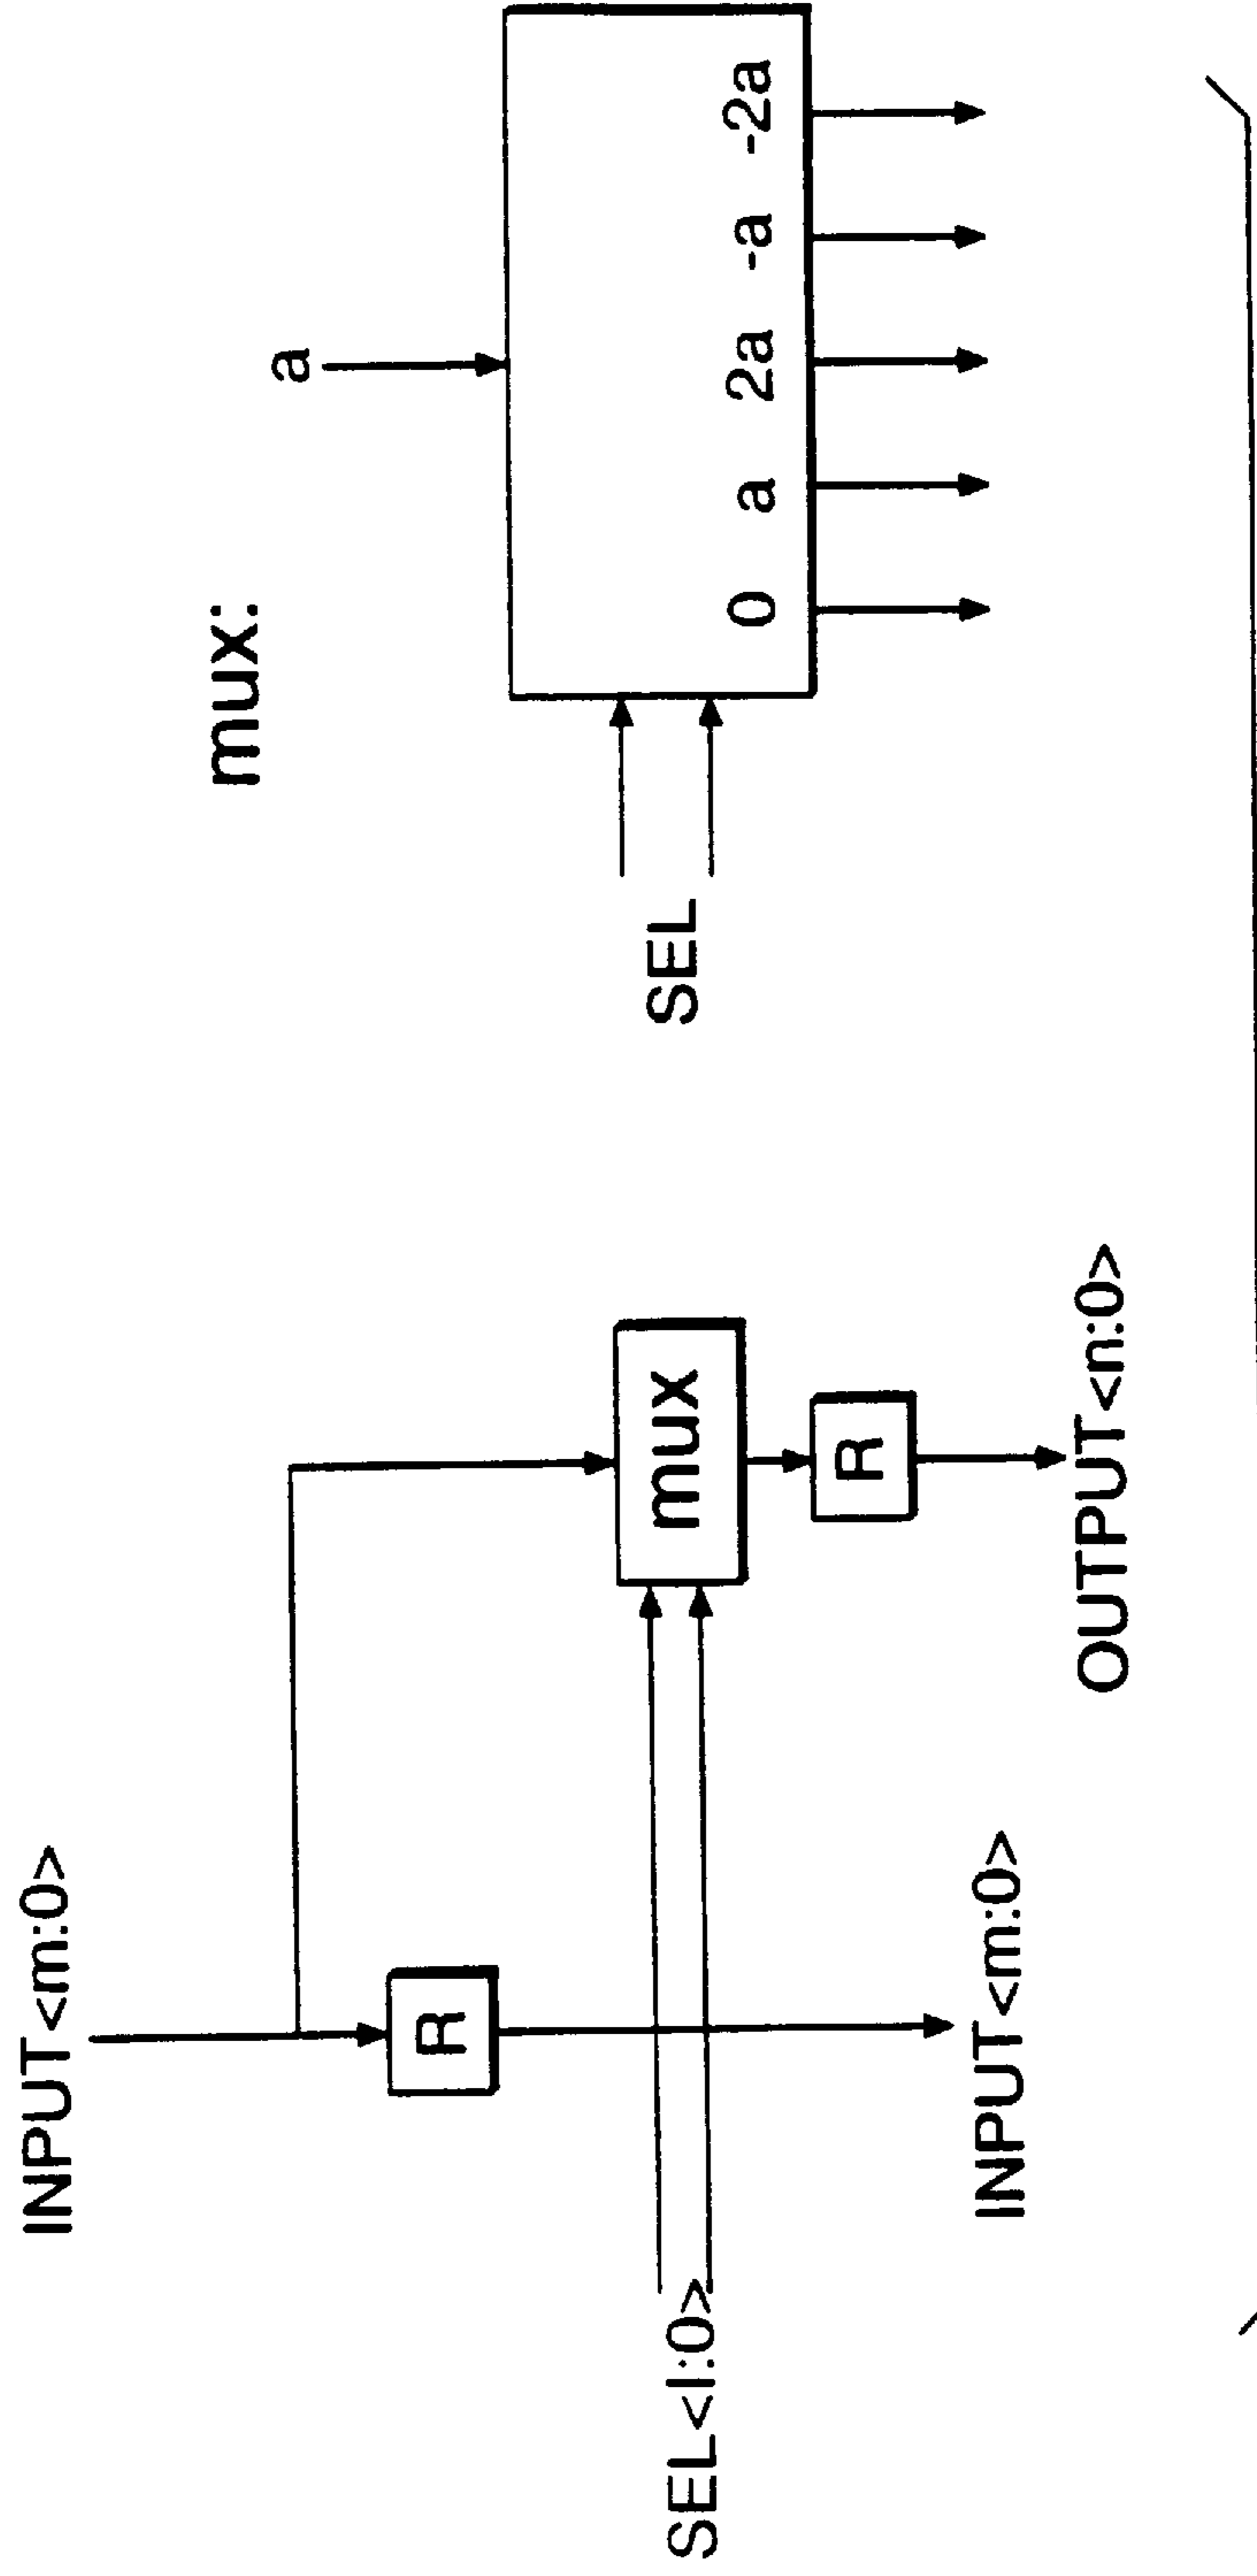 INPUT<m:0>
R
SEL<l:0>
mux
R
INPUT<m:0>
OUTPUT<n:0>
mux:
a
SEL
0 a 2a -a -2a